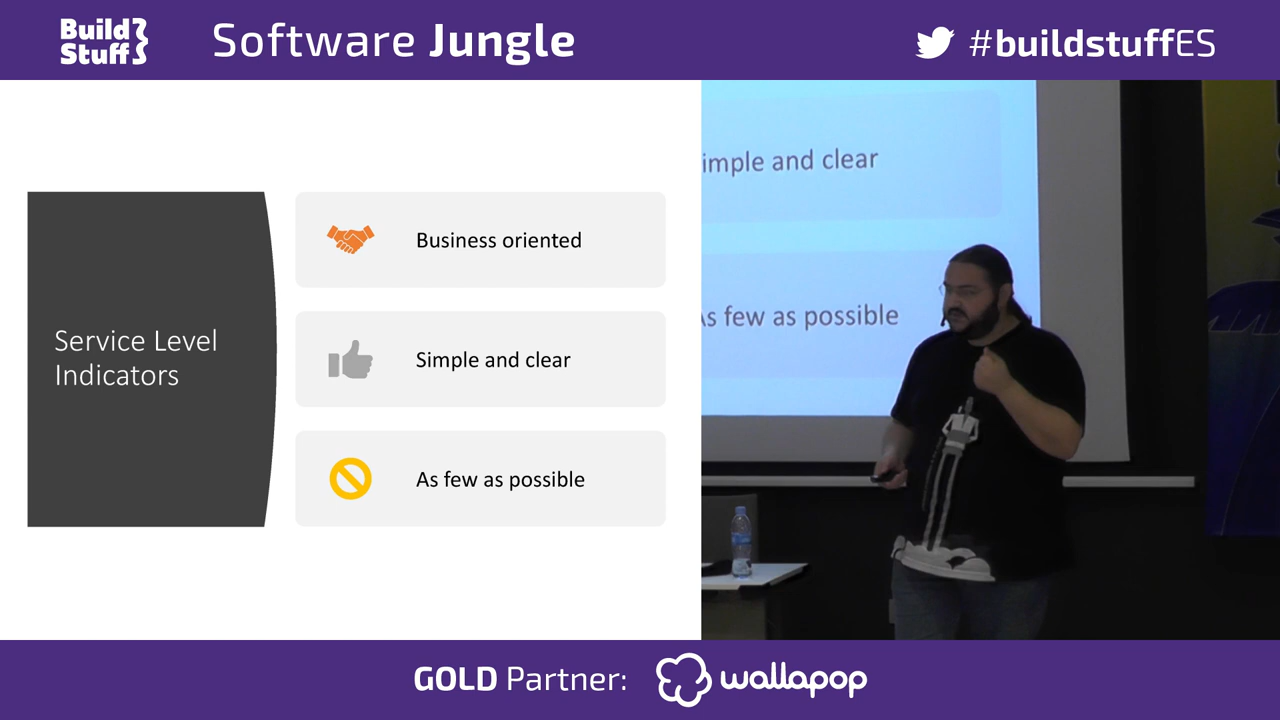 Build
Stuff
Software Jungle
#buildstuffES
Service Level
Indicators
Business oriented
Simple and clear
As few as possible
imple and clear
As few as possible
GOLD Partner:
wallapop